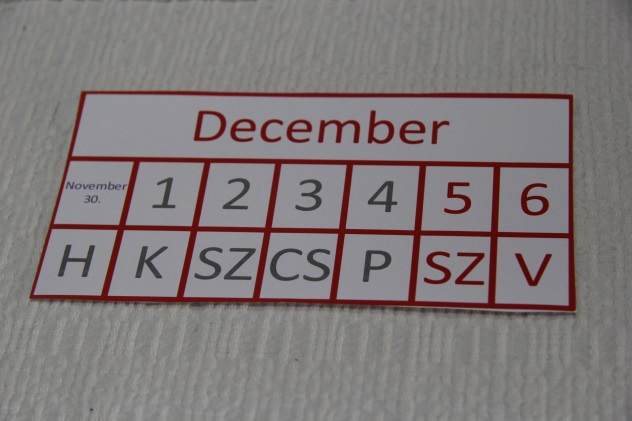 December
November 1 2 3 4 5 6
30.
H K SZ CS P SZ V